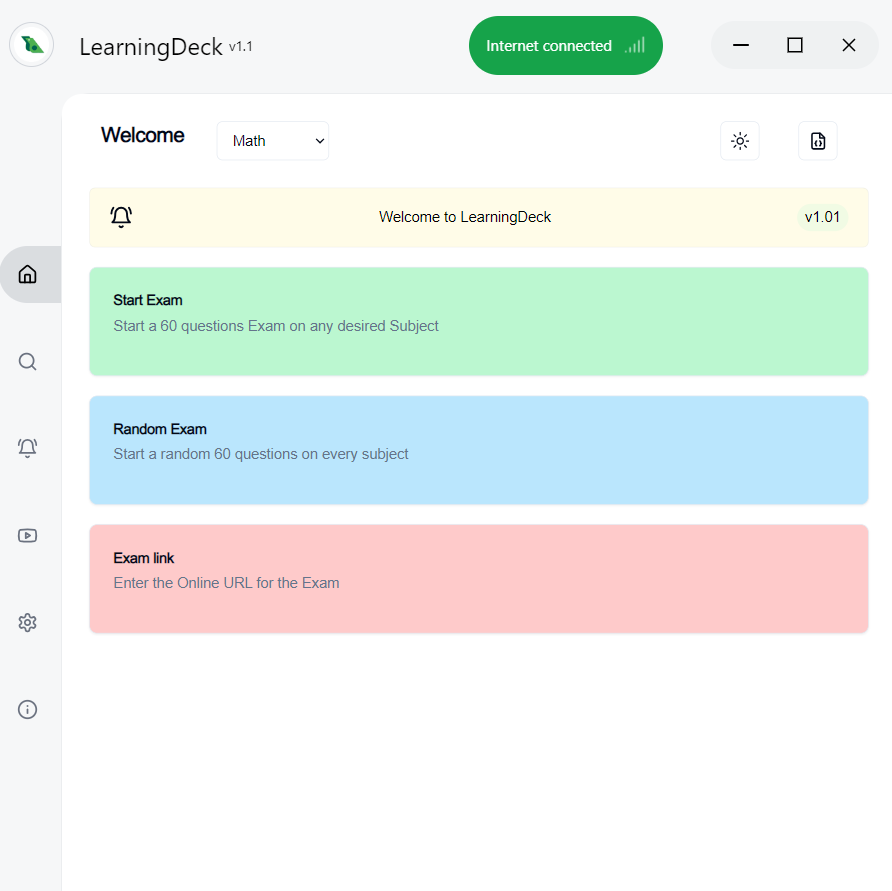 LearningDeck v1.1
Internet connected
Welcome
Math
Welcome to LearningDeck
v1.01
Start Exam
Start a 60 questions Exam on any desired Subject
Random Exam
Start a random 60 questions on every subject
Exam link
Enter the Online URL for the Exam